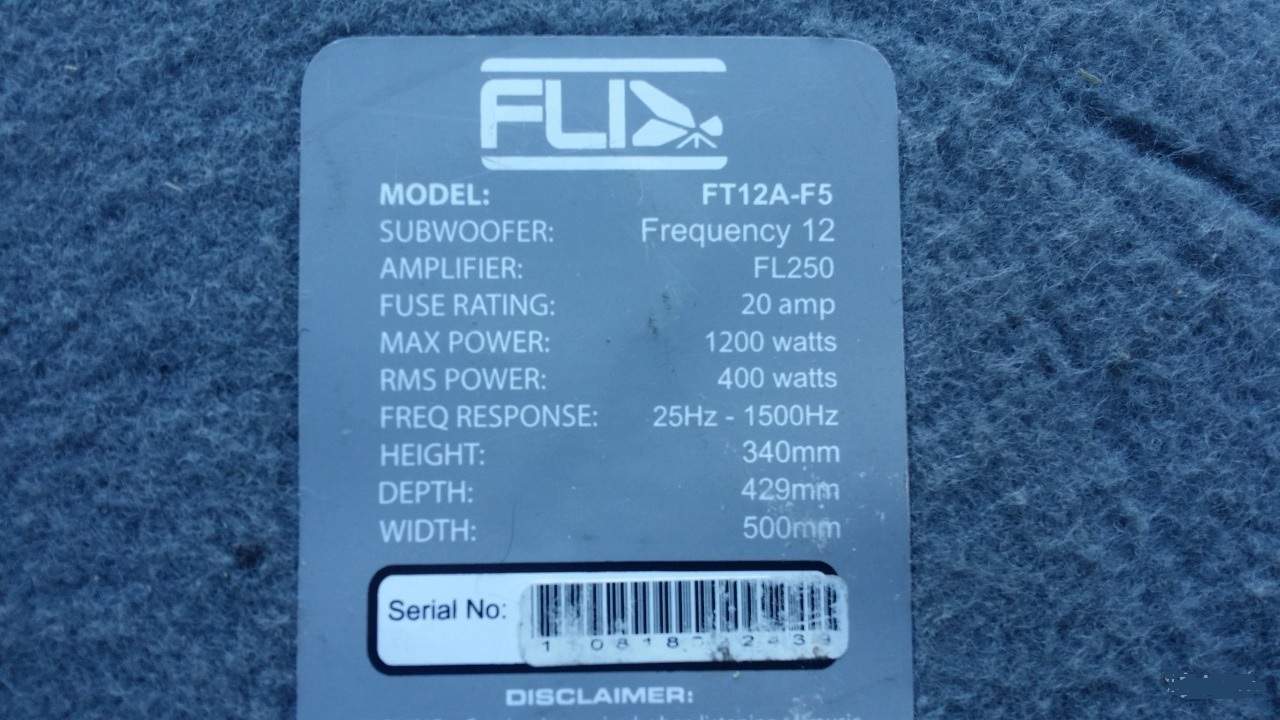 FLI
MODEL: FT12A-F5
SUBWOOFER: Frequency 12
AMPLIFIER: FL250
FUSE RATING: 20 amp
MAX POWER: 1200 watts
RMS POWER: 400 watts
FREQ RESPONSE: 25Hz - 1500Hz
HEIGHT: 340mm
DEPTH: 429mm
WIDTH: 500mm
Serial No:
DISCLAIMER: